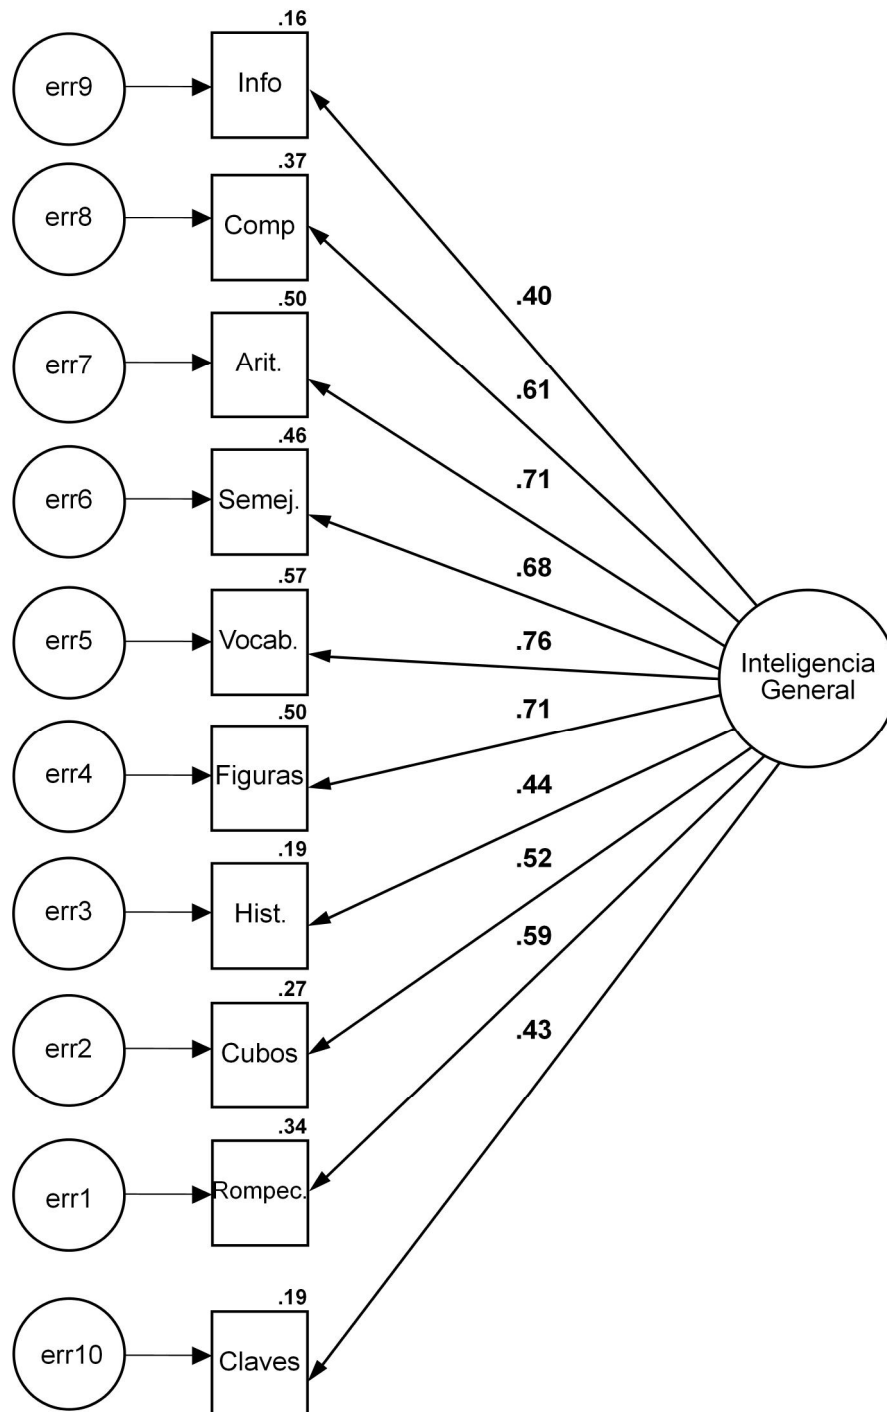 .16
err9
Info
.37
err8
Comp
.50
err7
Arit.
.46
err6
Semej.
.57
err5
Vocab.
.50
err4
Figuras
.19
err3
Hist.
.27
err2
Cubos
.34
err1
Rompec.
.19
err10
Claves
.40
.61
.71
.68
.76
.71
.44
.52
.59
.43
Inteligencia
General